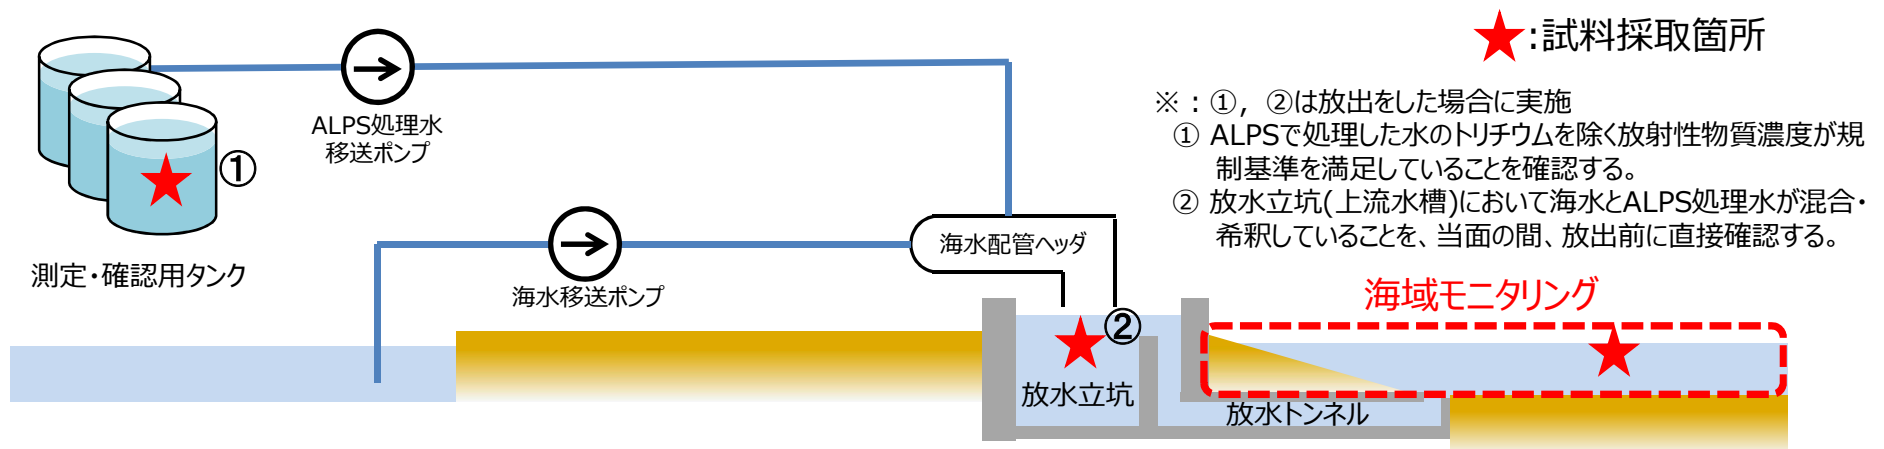 ★:試料採取箇所
※：①，②は放出をした場合に実施
① ALPSで処理した水のトリチウムを除く放射性物質濃度が規
制基準を満足していることを確認する。
② 放水立坑(上流水槽)において海水とALPS処理水が混合・
希釈していることを、当面の間、放出前に直接確認する。
ALPS処理水
移送ポンプ
①
測定・確認用タンク
海水配管ヘッダ
海水移送ポンプ
海域モニタリング
②
放水立坑
放水トンネル